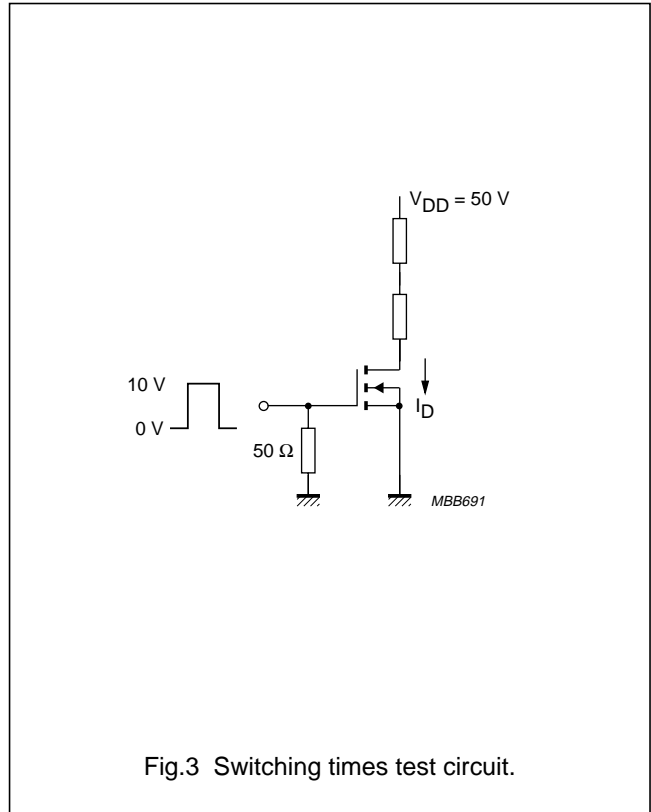 V_DD = 50 V
10 V
0 V
50 Ω
I_D
MBB691
Fig.3 Switching times test circuit.